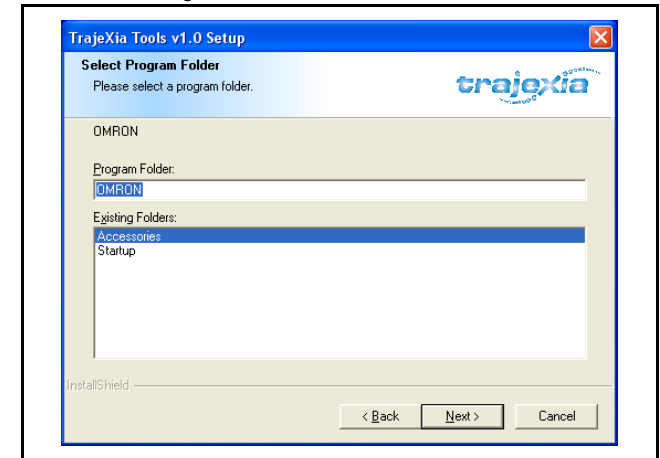 TrajeXia Tools v1.0 Setup
Select Program Folder
Please select a program folder.
trajexia
OMRON
Program Folder:
OMRON
Existing Folders:
Accessories
Startup
InstallShield
< Back
Next >
Cancel